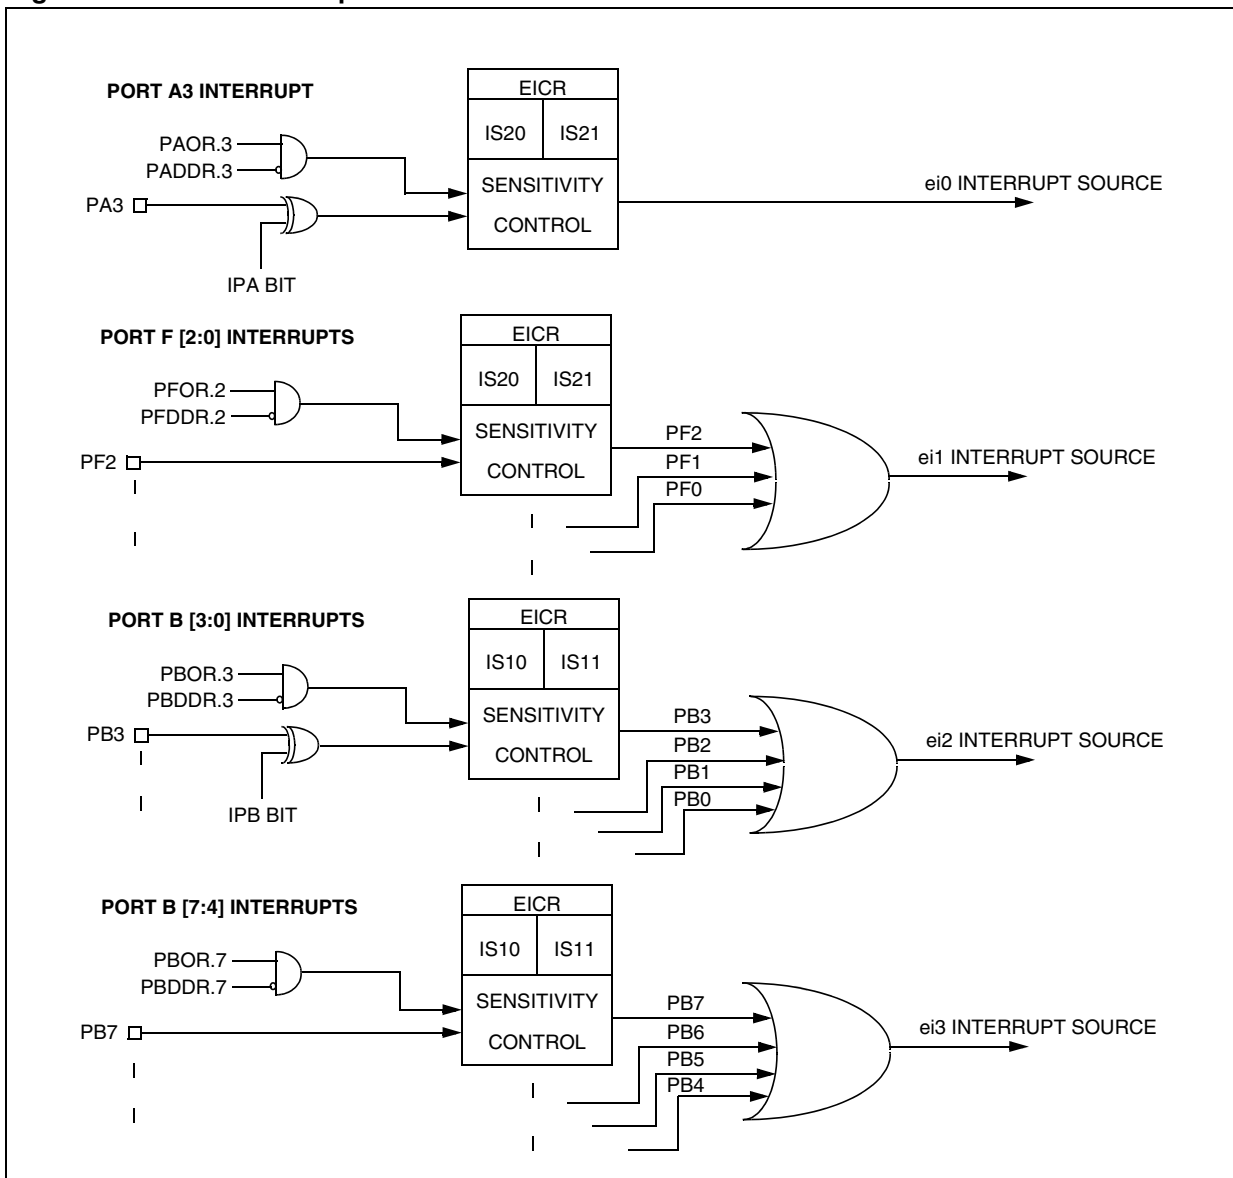 PORT A3 INTERRUPT
EICR
IS20 IS21
PAOR.3
PADDR.3
SENSITIVITY
CONTROL
PA3
IPA BIT
ei0 INTERRUPT SOURCE
PORT F [2:0] INTERRUPTS
EICR
IS20 IS21
PFOR.2
PFDDR.2
SENSITIVITY
CONTROL
PF2
PF2
PF1
PF0
ei1 INTERRUPT SOURCE
PORT B [3:0] INTERRUPTS
EICR
IS10 IS11
PBOR.3
PBDDR.3
SENSITIVITY
CONTROL
PB3
IPB BIT
PB3
PB2
PB1
PB0
ei2 INTERRUPT SOURCE
PORT B [7:4] INTERRUPTS
EICR
IS10 IS11
PBOR.7
PBDDR.7
SENSITIVITY
CONTROL
PB7
PB7
PB6
PB5
PB4
ei3 INTERRUPT SOURCE